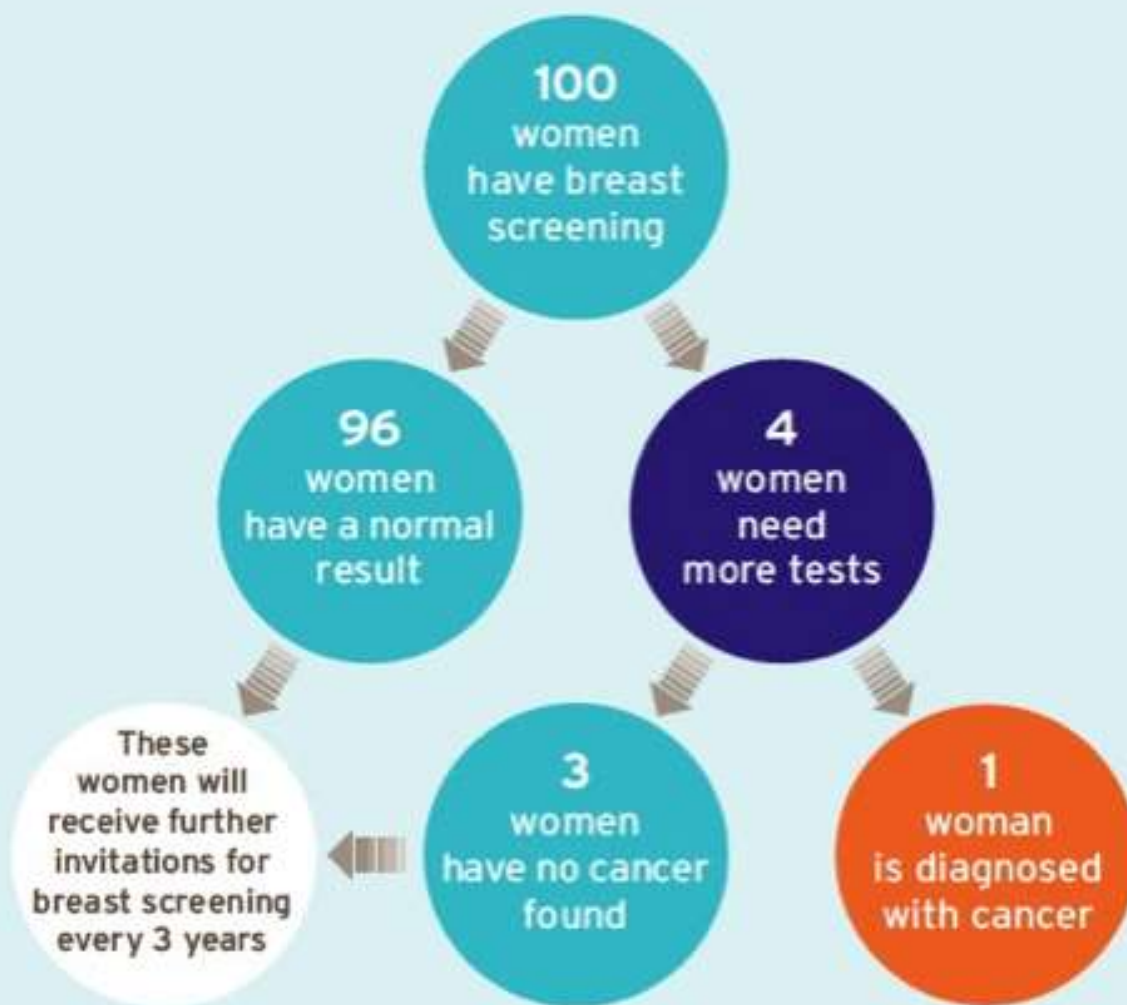 100
women
have breast
screening
96
women
have a normal
result
4
women
need
more tests
These
women will
receive further
invitations for
breast screening
every 3 years
3
women
have no cancer
found
1
woman
is diagnosed
with cancer